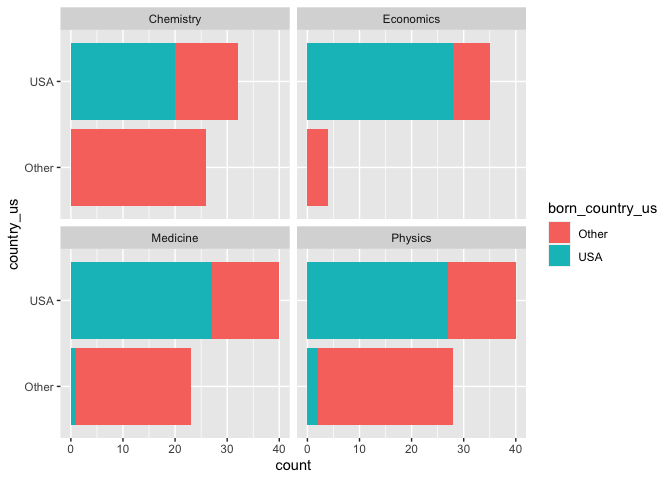 Chemistry
Economics
USA
Other
Medicine
Physics
USA
Other
0 10 20 30 40
0 10 20 30 40
count
country_us
born_country_us
Other
USA